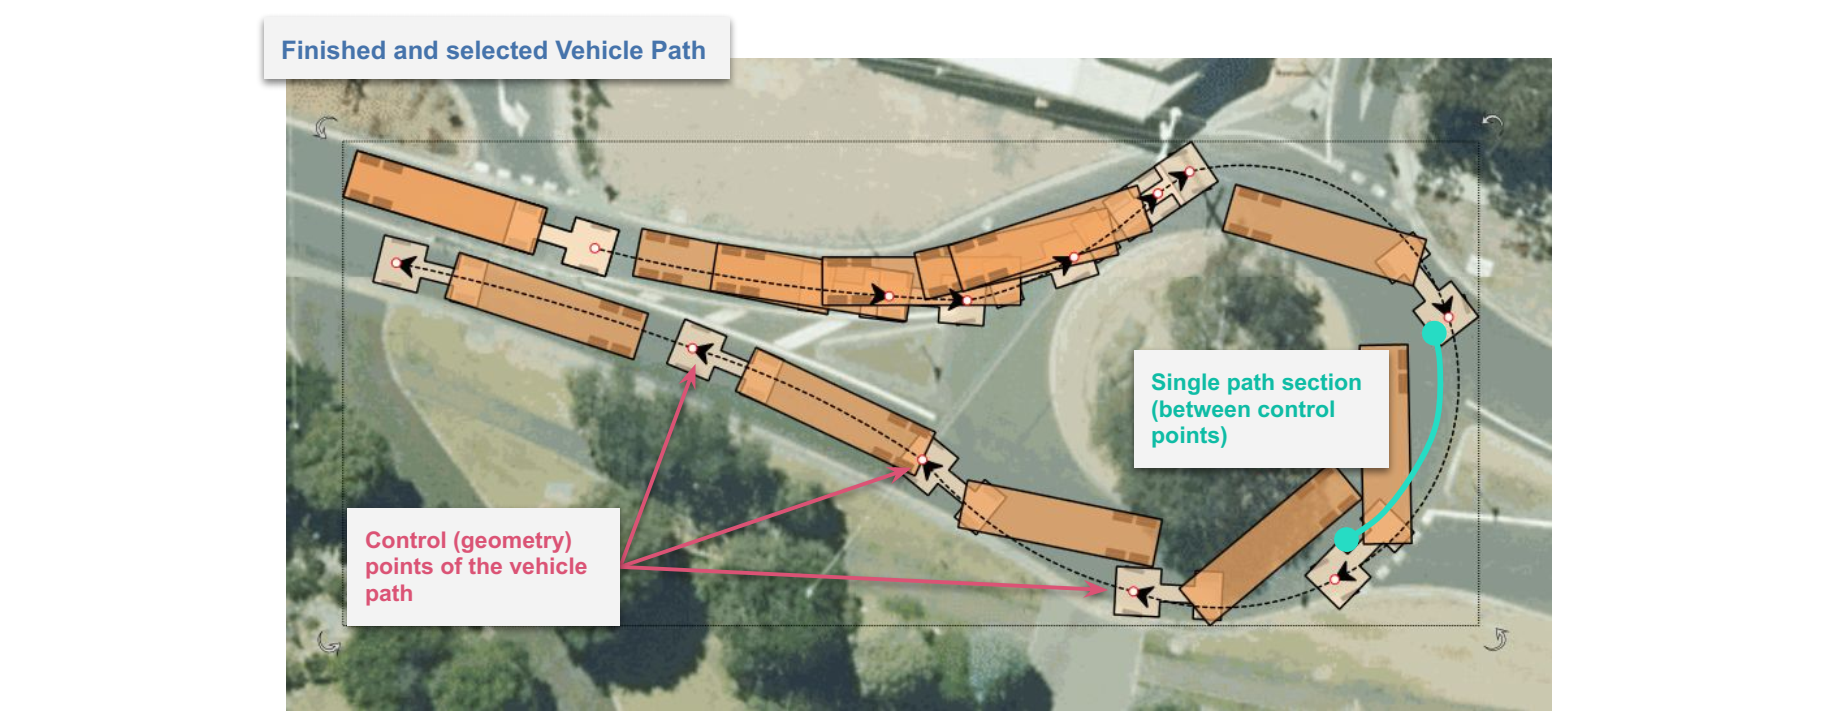 Finished and selected Vehicle Path
Single path section
(between control
points)
Control (geometry)
points of the vehicle
path